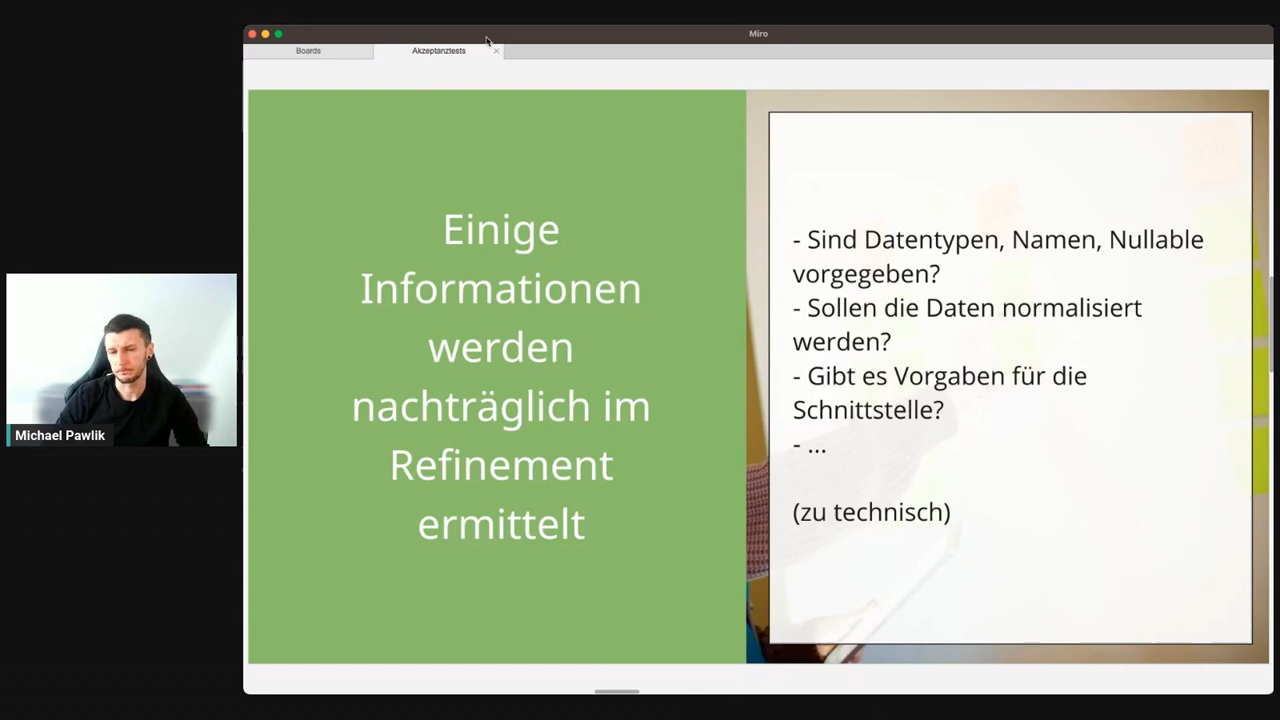 Miro
Boards
Akzeptanztests
Einige
Informationen
werden
nachträglich im
Refinement
ermittelt
- Sind Datentypen, Namen, Nullable
vorgegeben?
- Sollen die Daten normalisiert
werden?
- Gibt es Vorgaben für die
Schnittstelle?
- ...
(zu technisch)
Michael Pawlik